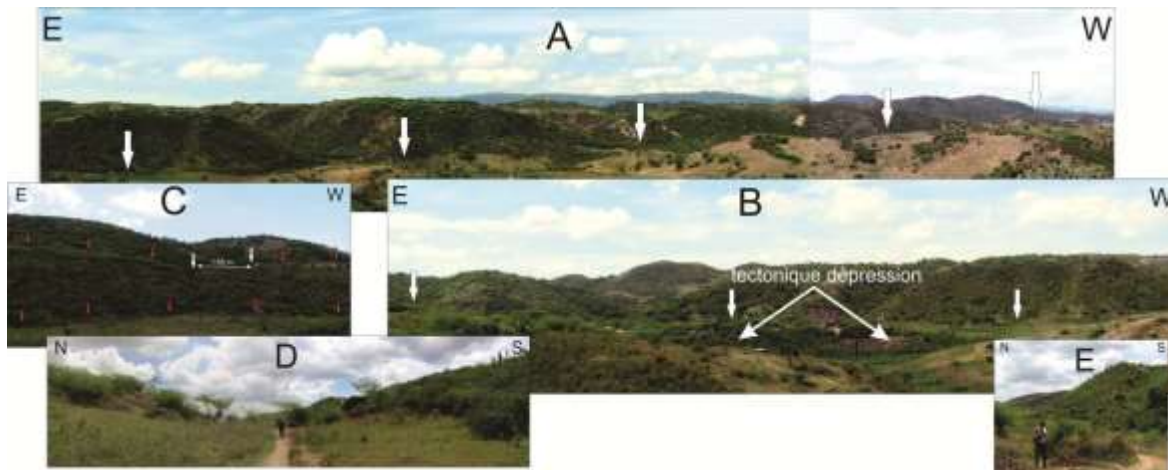 E A W
C
E W
E B W
tectonique dépression
N D S
N E S